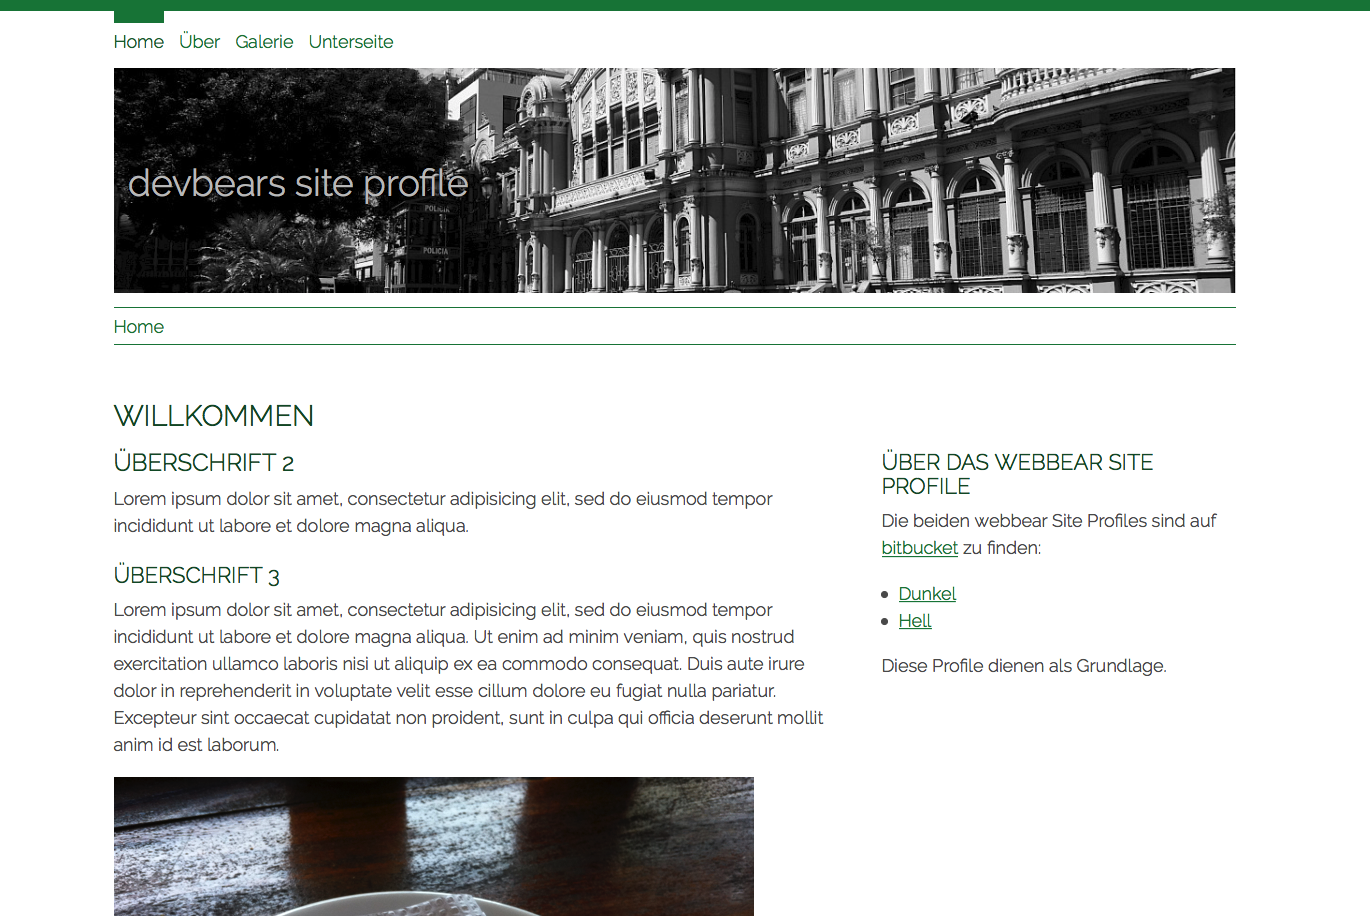 Home Über Galerie Unterseite
devbears site profile
POLICIA
POLICIA
Home
WILLKOMMEN
ÜBERSCHRIFT 2
Lorem ipsum dolor sit amet, consectetur adipisicing elit, sed do eiusmod tempor
incididunt ut labore et dolore magna aliqua.
ÜBERSCHRIFT 3
Lorem ipsum dolor sit amet, consectetur adipisicing elit, sed do eiusmod tempor
incididunt ut labore et dolore magna aliqua. Ut enim ad minim veniam, quis nostrud
exercitation ullamco laboris nisi ut aliquip ex ea commodo consequat. Duis aute irure
dolor in reprehenderit in voluptate velit esse cillum dolore eu fugiat nulla pariatur.
Excepteur sint occaecat cupidatat non proident, sunt in culpa qui officia deserunt mollit
anim id est laborum.
ÜBER DAS WEBBEAR SITE
PROFILE
Die beiden webbear Site Profiles sind auf
bitbucket zu finden:
Dunkel
Hell
Diese Profile dienen als Grundlage.